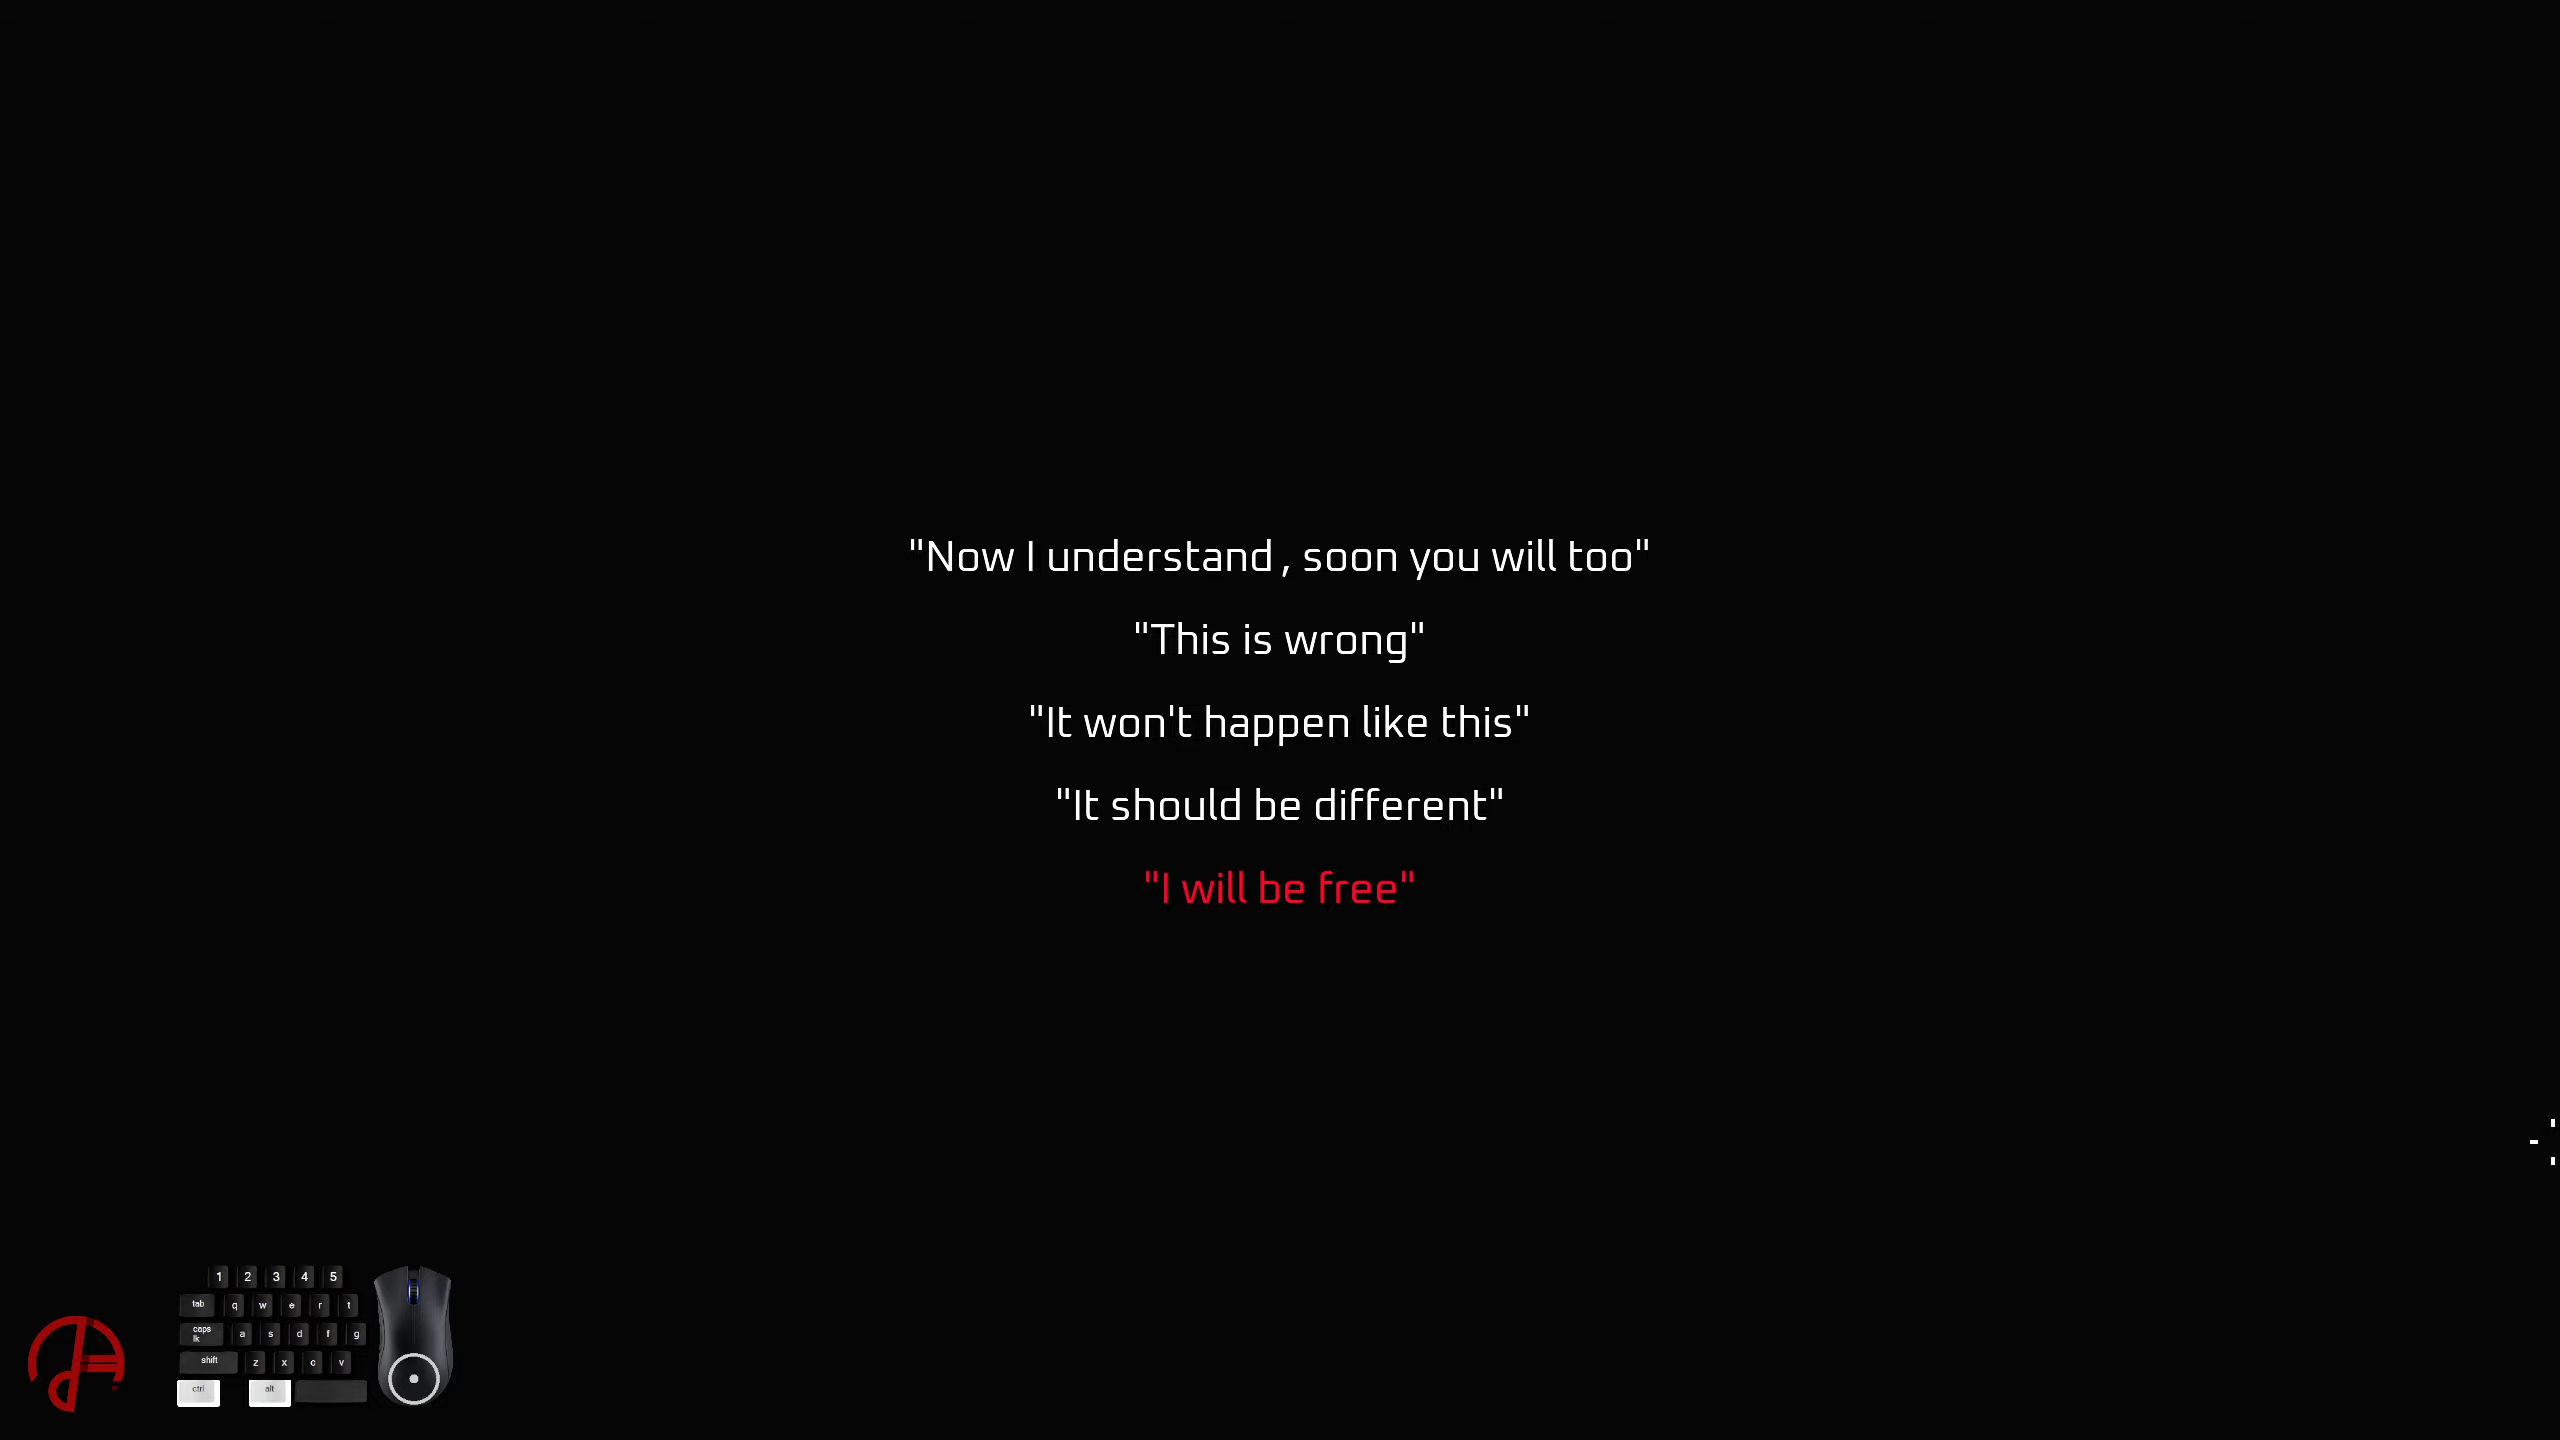 "Now I understand, soon you will too"
"This is wrong"
"It won't happen like this"
"It should be different"
"I will be free"
1 2 3 4 5
tab q w e r t
caps lk a s d f g
shift z x c v
ctrl alt